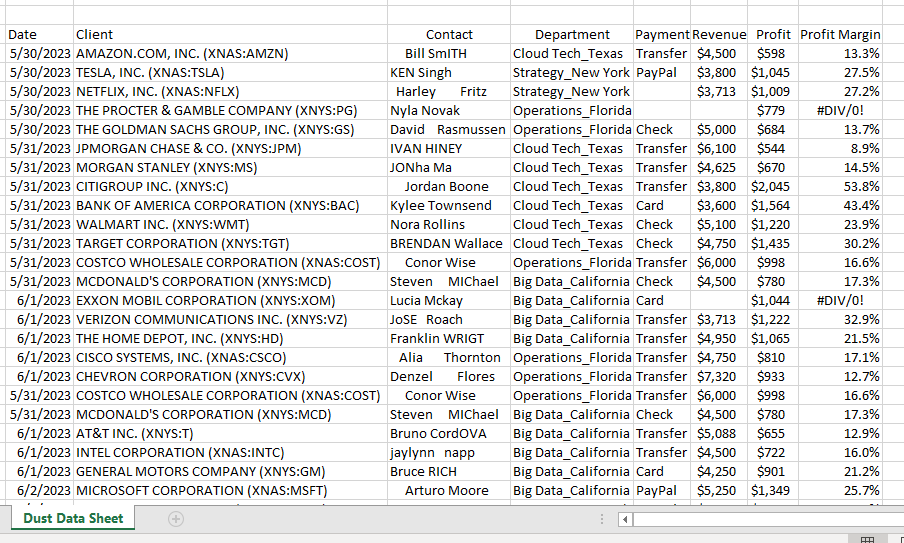 Date Client Contact Department Payment Revenue Profit Profit Margin
5/30/2023 AMAZON.COM, INC. (XNAS:AMZN) Bill SmITH Cloud Tech_Texas Transfer $4,500 $598 13.3%
5/30/2023 TESLA, INC. (XNAS:TSLA) KEN Singh Strategy_New York PayPal $3,800 $1,045 27.5%
5/30/2023 NETFLIX, INC. (XNAS:NFLX) Harley Fritz Strategy_New York $3,713 $1,009 27.2%
5/30/2023 THE PROCTER & GAMBLE COMPANY (XNYS:PG) Nyla Novak Operations_Florida $779 #DIV/0!
5/30/2023 THE GOLDMAN SACHS GROUP, INC. (XNYS:GS) David Rasmussen Operations_Florida Check $5,000 $684 13.7%
5/31/2023 JPMORGAN CHASE & CO. (XNYS:JPM) IVAN HINEY Cloud Tech_Texas Transfer $6,100 $544 8.9%
5/31/2023 MORGAN STANLEY (XNYS:MS) JONha Ma Cloud Tech_Texas Transfer $4,625 $670 14.5%
5/31/2023 CITIGROUP INC. (XNYS:C) Jordan Boone Cloud Tech_Texas Transfer $3,800 $2,045 53.8%
5/31/2023 BANK OF AMERICA CORPORATION (XNYS:BAC) Kylee Townsend Cloud Tech_Texas Card $3,600 $1,564 43.4%
5/31/2023 WALMART INC. (XNYS:WMT) Nora Rollins Cloud Tech_Texas Check $5,100 $1,220 23.9%
5/31/2023 TARGET CORPORATION (XNYS:TGT) BRENDAN Wallace Cloud Tech_Texas Check $4,750 $1,435 30.2%
5/31/2023 COSTCO WHOLESALE CORPORATION (XNAS:COST) Conor Wise Operations_Florida Transfer $6,000 $998 16.6%
5/31/2023 MCDONALD'S CORPORATION (XNYS:MCD) Steven MIChael Big Data_California Check $4,500 $780 17.3%
6/1/2023 EXXON MOBIL CORPORATION (XNYS:XOM) Lucia Mckay Big Data_California Card $1,044 #DIV/0!
6/1/2023 VERIZON COMMUNICATIONS INC. (XNYS:VZ) JoSE Roach Big Data_California Transfer $3,713 $1,222 32.9%
6/1/2023 THE HOME DEPOT, INC. (XNYS:HD) Franklin WRIGT Big Data_California Transfer $4,950 $1,065 21.5%
6/1/2023 CISCO SYSTEMS, INC. (XNAS:CSCO) Alia Thornton Operations_Florida Transfer $4,750 $810 17.1%
6/1/2023 CHEVRON CORPORATION (XNYS:CVX) Denzel Flores Operations_Florida Transfer $7,320 $933 12.7%
5/31/2023 COSTCO WHOLESALE CORPORATION (XNAS:COST) Conor Wise Operations_Florida Transfer $6,000 $998 16.6%
5/31/2023 MCDONALD'S CORPORATION (XNYS:MCD) Steven MIChael Big Data_California Check $4,500 $780 17.3%
6/1/2023 AT&T INC. (XNYS:T) Bruno CordOVA Big Data_California Transfer $5,088 $655 12.9%
6/1/2023 INTEL CORPORATION (XNAS:INTC) jaylynn napp Big Data_California Transfer $4,500 $722 16.0%
6/1/2023 GENERAL MOTORS COMPANY (XNYS:GM) Bruce RICH Big Data_California Card $4,250 $901 21.2%
6/2/2023 MICROSOFT CORPORATION (XNAS:MSFT) Arturo Moore Big Data_California PayPal $5,250 $1,349 25.7%
Dust Data Sheet